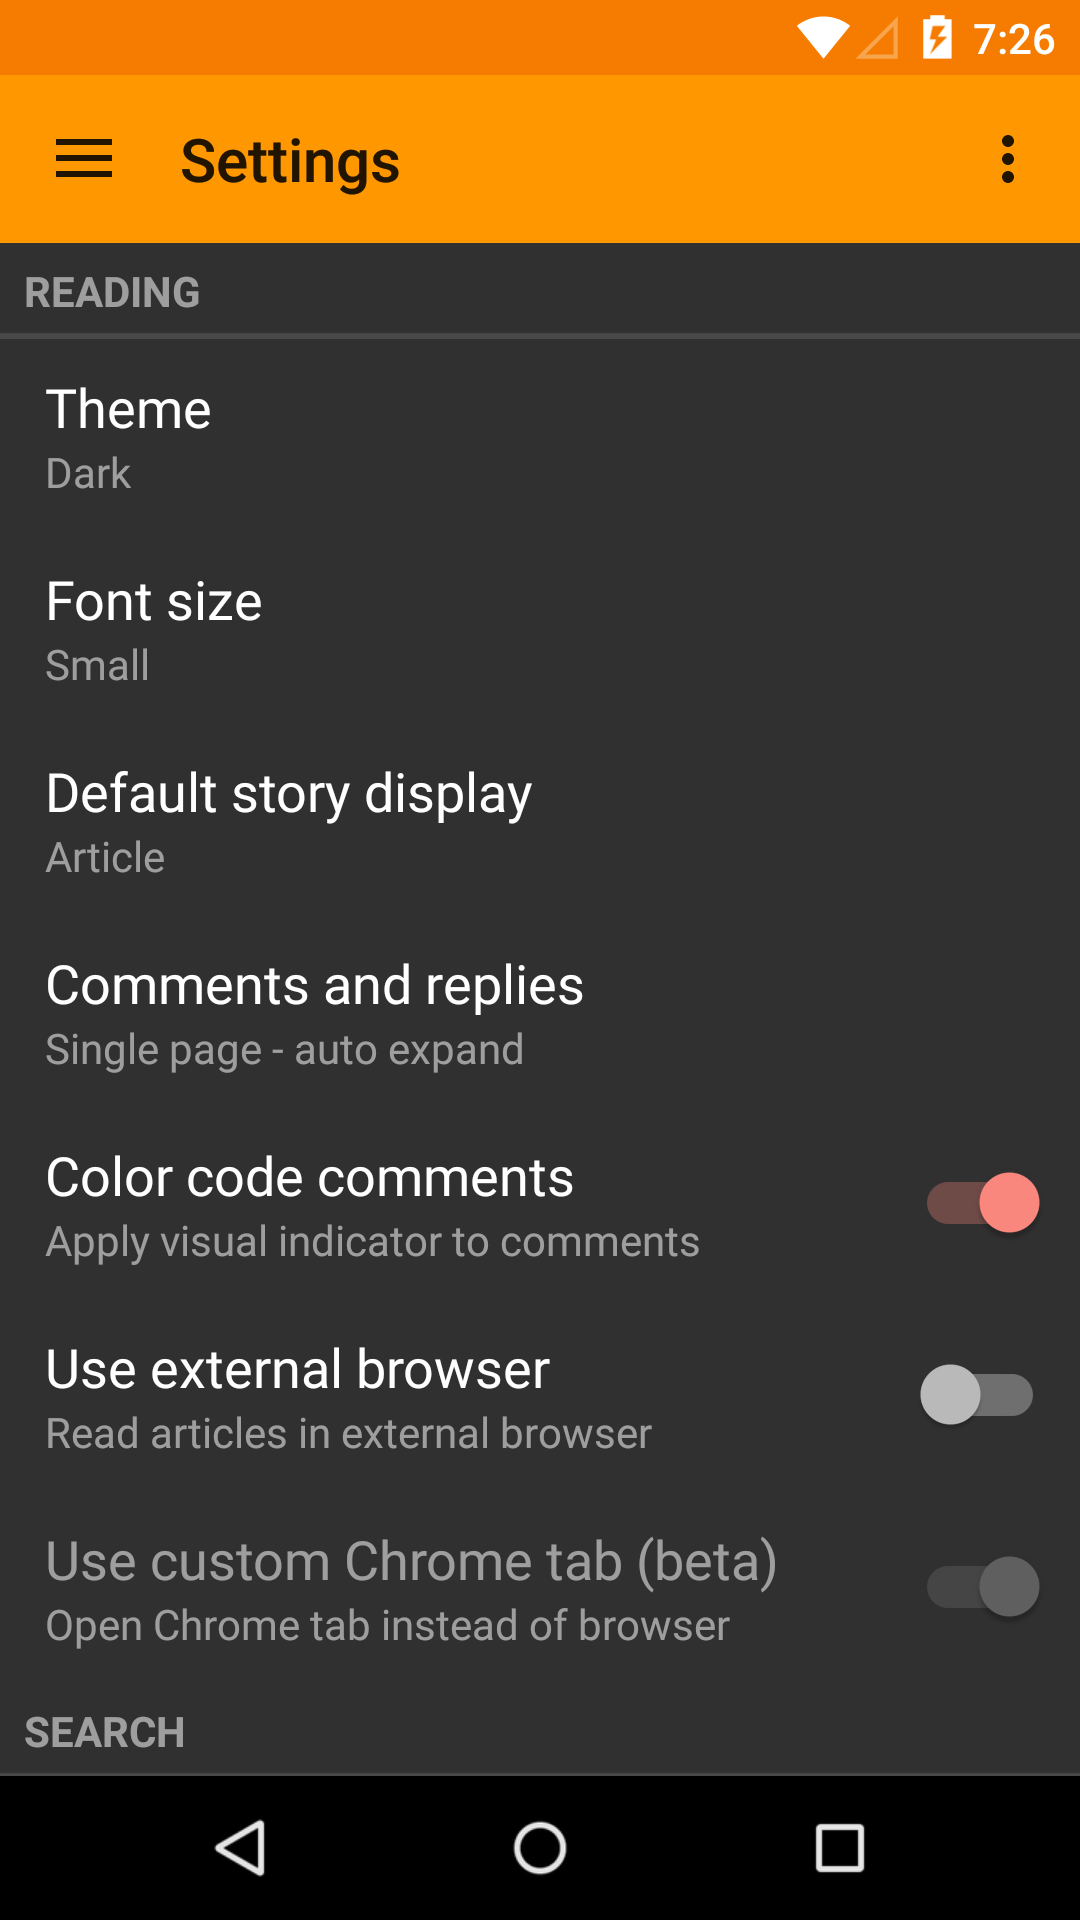 7:26
Settings
READING
Theme
Dark
Font size
Small
Default story display
Article
Comments and replies
Single page - auto expand
Color code comments
Apply visual indicator to comments
Use external browser
Read articles in external browser
Use custom Chrome tab (beta)
Open Chrome tab instead of browser
SEARCH